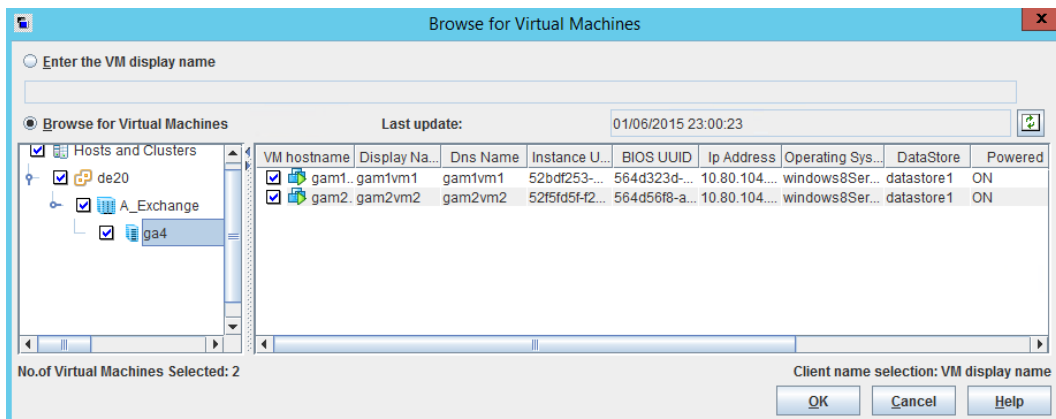 Browse for Virtual Machines
x
Enter the VM display name
Browse for Virtual Machines Last update: 01/06/2015 23:00:23
Hosts and Clusters
de20
A_Exchange
ga4
VM hostname Display Na... Dns Name Instance U... BIOS UUID Ip Address Operating Sys... DataStore Powered
gam1.. gam1vm1 gam1vm1 52bdf253-... 564d323d-... 10.80.104.... windows8Ser... datastore1 ON
gam2. gam2vm2 gam2vm2 52f5fd5f-f2... 564d56f8-a... 10.80.104.... windows8Ser... datastore1 ON
No.of Virtual Machines Selected: 2 Client name selection: VM display name
OK Cancel Help